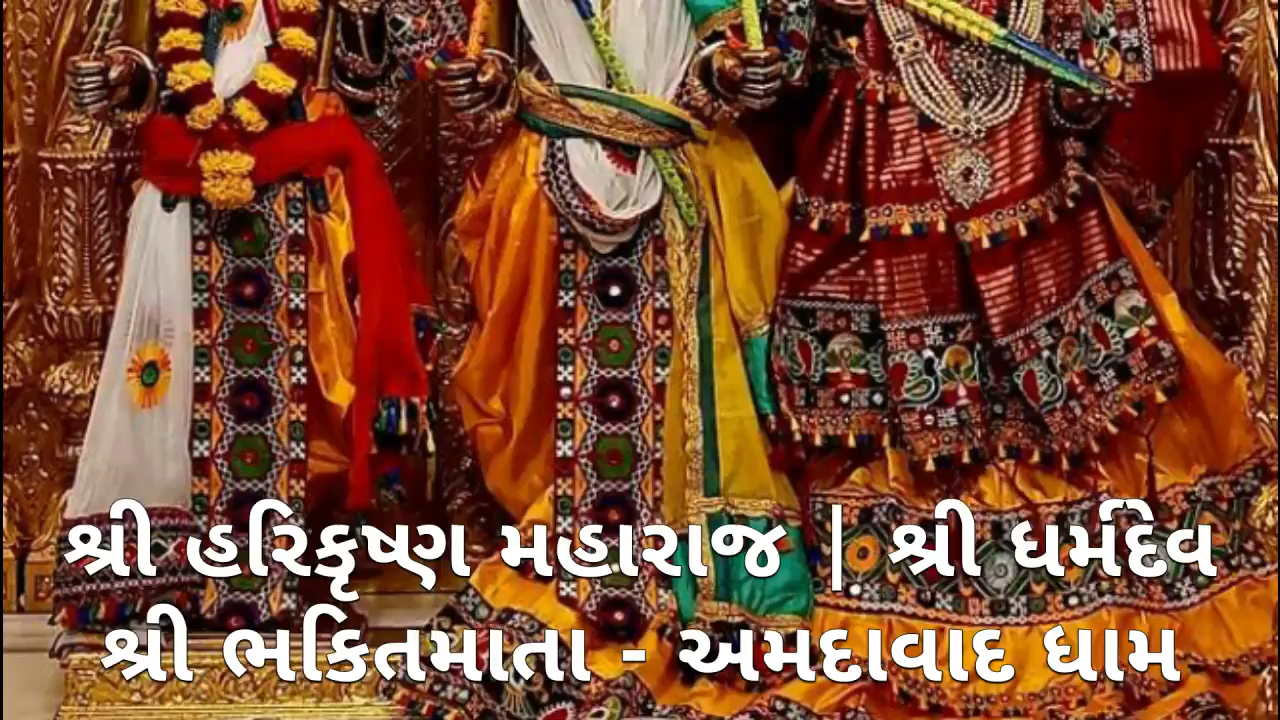 શ્રી હરિકૃષ્ણ મહારાજ | શ્રી ધર્મદેવ
શ્રી ભકિતમાતા - અમદાવાદ ધામ